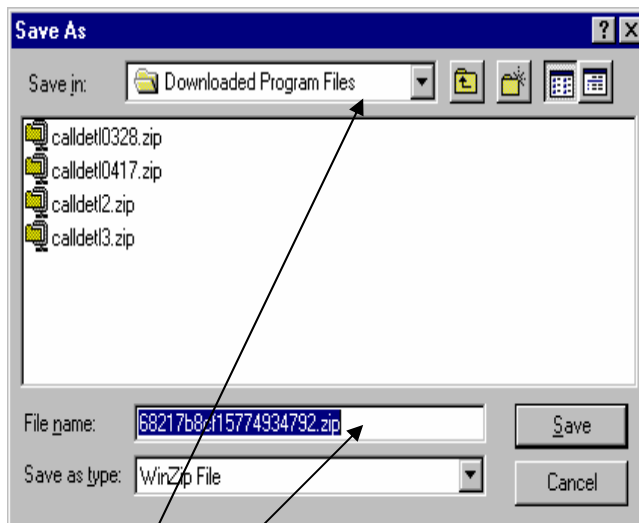 Save As
Save in: Downloaded Program Files
calldetl0328.zip
calldetl0417.zip
calldetl2.zip
calldetl3.zip
File name: 68217b8cf15774934792.zip Save
Save as type: WinZip File Cancel